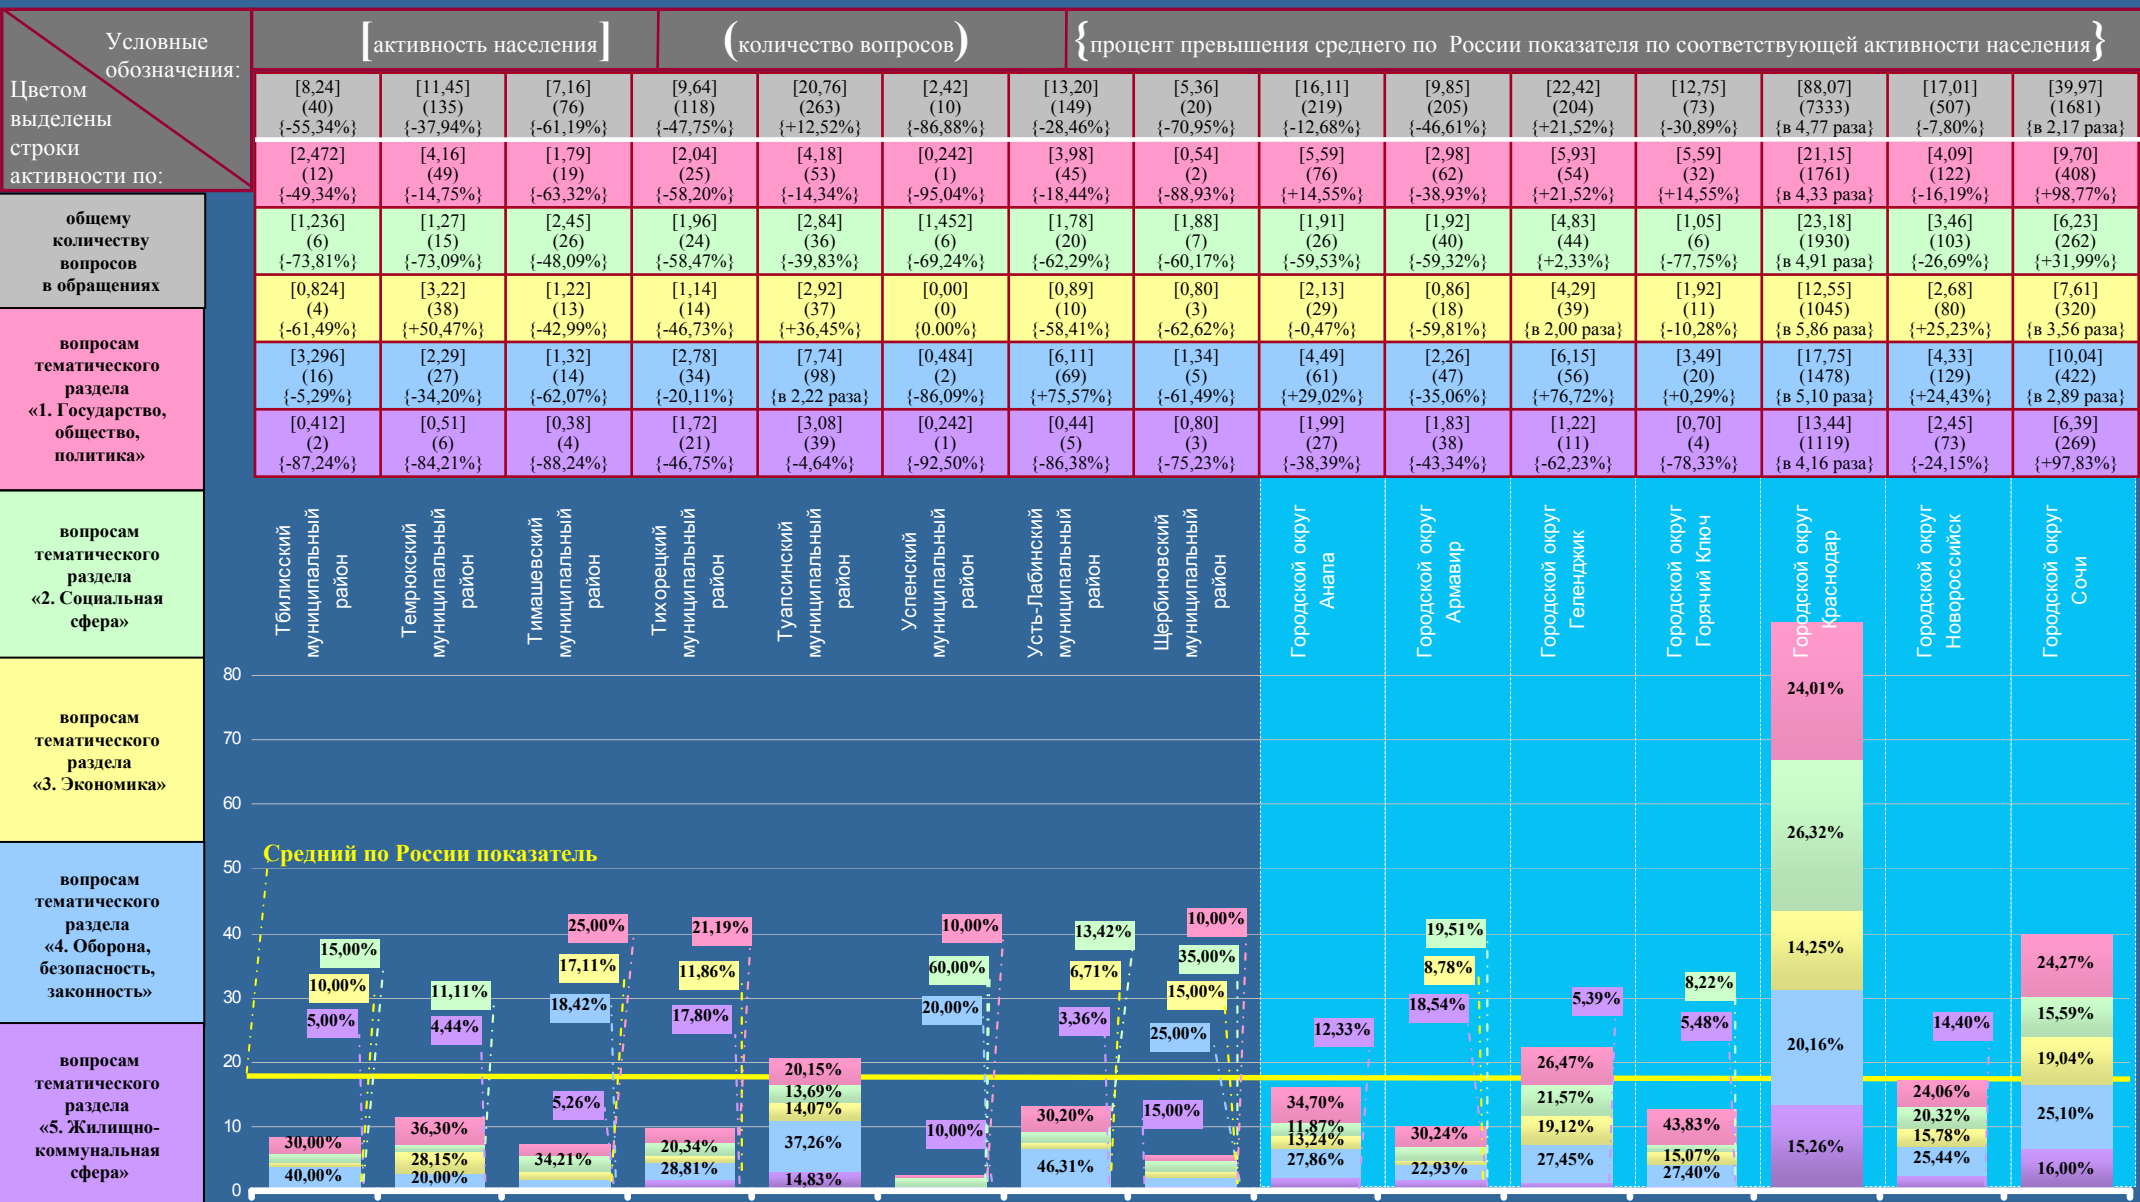 Условные
обозначения:
Цветом
выделены
строки
активности по:
[активность населения]
(количество вопросов)
{процент превышения среднего по России показателя по соответствующей активности населения}
[8,24] [11,45] [7,16] [9,64] [20,76] [2,42] [13,20] [5,36] [16,11] [9,85] [22,42] [12,75] [88,07] [17,01] [39,97]
(40) (135) (76) (118) (263) (10) (149) (20) (219) (205) (204) (73) (7333) (507) (1681)
{-55,34%} {-37,94%} {-61,19%} {-47,75%} {+12,52%} {-86,88%} {-28,46%} {-70,95%} {-12,68%} {-46,61%} {+21,52%} {-30,89%} {в 4,77 раза} {-7,80%} {в 2,17 раза}
[2,472] [4,16] [1,79] [2,04] [4,18] [0,242] [3,98] [0,54] [5,59] [2,98] [5,93] [5,59] [21,15] [4,09] [9,70]
(12) (49) (19) (25) (53) (1) (45) (2) (76) (62) (54) (32) (1761) (122) (408)
{-49,34%} {-14,75%} {-63,32%} {-58,20%} {-14,34%} {-95,04%} {-18,44%} {-88,93%} {+14,55%} {-38,93%} {+21,52%} {+14,55%} {в 4,33 раза} {-16,19%} {+98,77%}
[1,236] [1,27] [2,45] [1,96] [2,84] [1,452] [1,78] [1,88] [1,91] [1,92] [4,83] [1,05] [23,18] [3,46] [6,23]
(6) (15) (26) (24) (36) (6) (20) (7) (26) (40) (44) (6) (1930) (103) (262)
{-73,81%} {-73,09%} {-48,09%} {-58,47%} {-39,83%} {-69,24%} {-62,29%} {-60,17%} {-59,53%} {-59,32%} {+2,33%} {-77,75%} {в 4,91 раза} {-26,69%} {+31,99%}
[0,824] [3,22] [1,22] [1,14] [2,92] [0,00] [0,89] [0,80] [2,13] [0,86] [4,29] [1,92] [12,55] [2,68] [7,61]
(4) (38) (13) (14) (37) (0) (10) (3) (29) (18) (39) (11) (1045) (80) (320)
{-61,49%} {+50,47%} {-42,99%} {-46,73%} {+36,45%} {0.00%} {-58,41%} {-62,62%} {-0,47%} {-59,81%} {в 2,00 раза} {-10,28%} {в 5,86 раза} {+25,23%} {в 3,56 раза}
[3,296] [2,29] [1,32] [2,78] [7,74] [0,484] [6,11] [1,34] [4,49] [2,26] [6,15] [3,49] [17,75] [4,33] [10,04]
(16) (27) (14) (34) (98) (2) (69) (5) (61) (47) (56) (20) (1478) (129) (422)
{-5,29%} {-34,20%} {-62,07%} {-20,11%} {в 2,22 раза} {-86,09%} {+75,57%} {-61,49%} {+29,02%} {-35,06%} {+76,72%} {+0,29%} {в 5,10 раза} {+24,43%} {в 2,89 раза}
[0,412] [0,51] [0,38] [1,72] [3,08] [0,242] [0,44] [0,80] [1,99] [1,83] [1,22] [0,70] [13,44] [2,45] [6,39]
(2) (6) (4) (21) (39) (1) (5) (3) (27) (38) (11) (4) (1119) (73) (269)
{-87,24%} {-84,21%} {-88,24%} {-46,75%} {-4,64%} {-92,50%} {-86,38%} {-75,23%} {-38,39%} {-43,34%} {-62,23%} {-78,33%} {в 4,16 раза} {-24,15%} {+97,83%}
общему
количеству
вопросов
в обращениях
вопросам
тематического
раздела
«1. Государство,
общество,
политика»
вопросам
тематического
раздела
«2. Социальная
сфера»
вопросам
тематического
раздела
«3. Экономика»
вопросам
тематического
раздела
«4. Оборона,
безопасность,
законность»
вопросам
тематического
раздела
«5. Жилищно-
коммунальная
сфера»
Тбилисский
муниципальный
район
Темрюкский
муниципальный
район
Тимашевский
муниципальный
район
Тихорецкий
муниципальный
район
Туапсинский
муниципальный
район
Успенский
муниципальный
район
Усть-Лабинский
муниципальный
район
Щербиновский
муниципальный
район
Городской округ
Анапа
Городской округ
Армавир
Городской округ
Геленджик
Городской округ
Горячий Ключ
Городской округ
Краснодар
Городской округ
Новороссийск
Городской округ
Сочи
80
70
60
50
40
30
20
10
0
Средний по России показатель
15,00%
10,00%
5,00%
30,00%
40,00%
11,11%
4,44%
36,30%
28,15%
20,00%
25,00%
17,11%
18,42%
5,26%
34,21%
21,19%
11,86%
17,80%
20,34%
28,81%
20,15%
13,69%
14,07%
37,26%
14,83%
10,00%
60,00%
20,00%
10,00%
13,42%
6,71%
3,36%
30,20%
46,31%
10,00%
35,00%
15,00%
25,00%
15,00%
12,33%
34,70%
11,87%
13,24%
27,86%
19,51%
8,78%
18,54%
30,24%
22,93%
5,39%
26,47%
21,57%
19,12%
27,45%
8,22%
5,48%
43,83%
15,07%
27,40%
24,01%
26,32%
14,25%
20,16%
15,26%
14,40%
24,06%
20,32%
15,78%
25,44%
24,27%
15,59%
19,04%
25,10%
16,00%